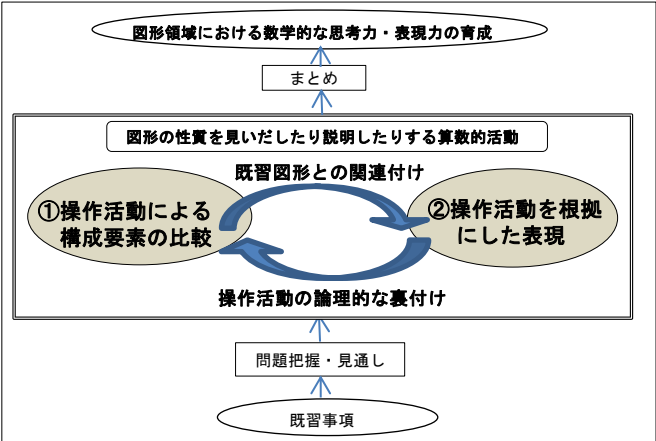 図形領域における数学的な思考力・表現力の育成
まとめ
図形の性質を見いだしたり説明したりする算数的活動
既習図形との関連付け
①操作活動による
構成要素の比較
②操作活動を根拠
にした表現
操作活動の論理的な裏付け
問題把握・見通し
既習事項